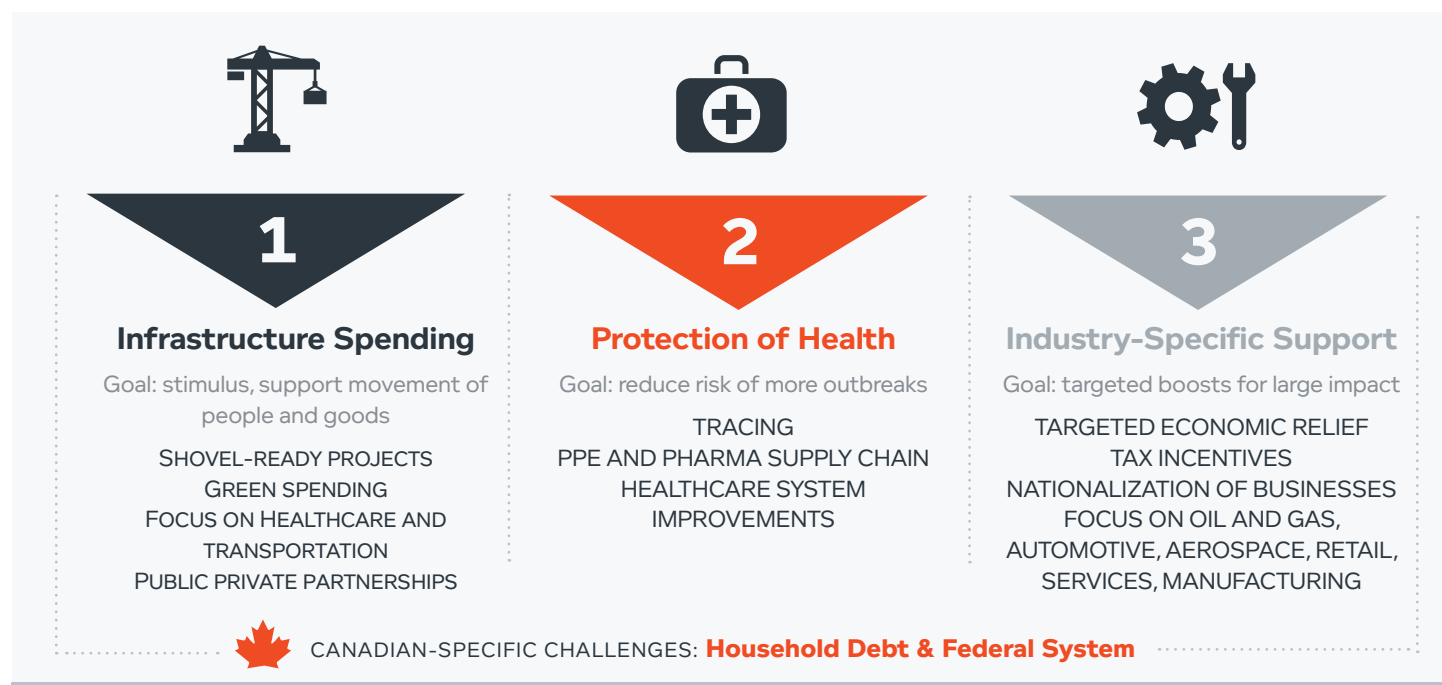 1
Infrastructure Spending
Goal: stimulus, support movement of
people and goods
SHOVEL-READY PROJECTS
GREEN SPENDING
FOCUS ON HEALTHCARE AND
TRANSPORTATION
PUBLIC PRIVATE PARTNERSHIPS
2
Protection of Health
Goal: reduce risk of more outbreaks
TRACING
PPE AND PHARMA SUPPLY CHAIN
HEALTHCARE SYSTEM
IMPROVEMENTS
3
Industry-Specific Support
Goal: targeted boosts for large impact
TARGETED ECONOMIC RELIEF
TAX INCENTIVES
NATIONALIZATION OF BUSINESSES
FOCUS ON OIL AND GAS,
AUTOMOTIVE, AEROSPACE, RETAIL,
SERVICES, MANUFACTURING
CANADIAN-SPECIFIC CHALLENGES: Household Debt & Federal System